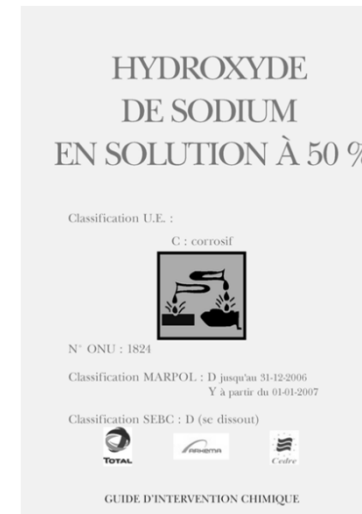 HYDROXYDE
DE SODIUM
EN SOLUTION À 50 %
Classification U.E. :
C : corrosif
N° ONU : 1824
Classification MARPOL : D jusqu'au 31-12-2006
Y à partir du 01-01-2007
Classification SEBC : D (se dissout)
TOTAL
ARKEMA
Cedre
GUIDE D'INTERVENTION CHIMIQUE